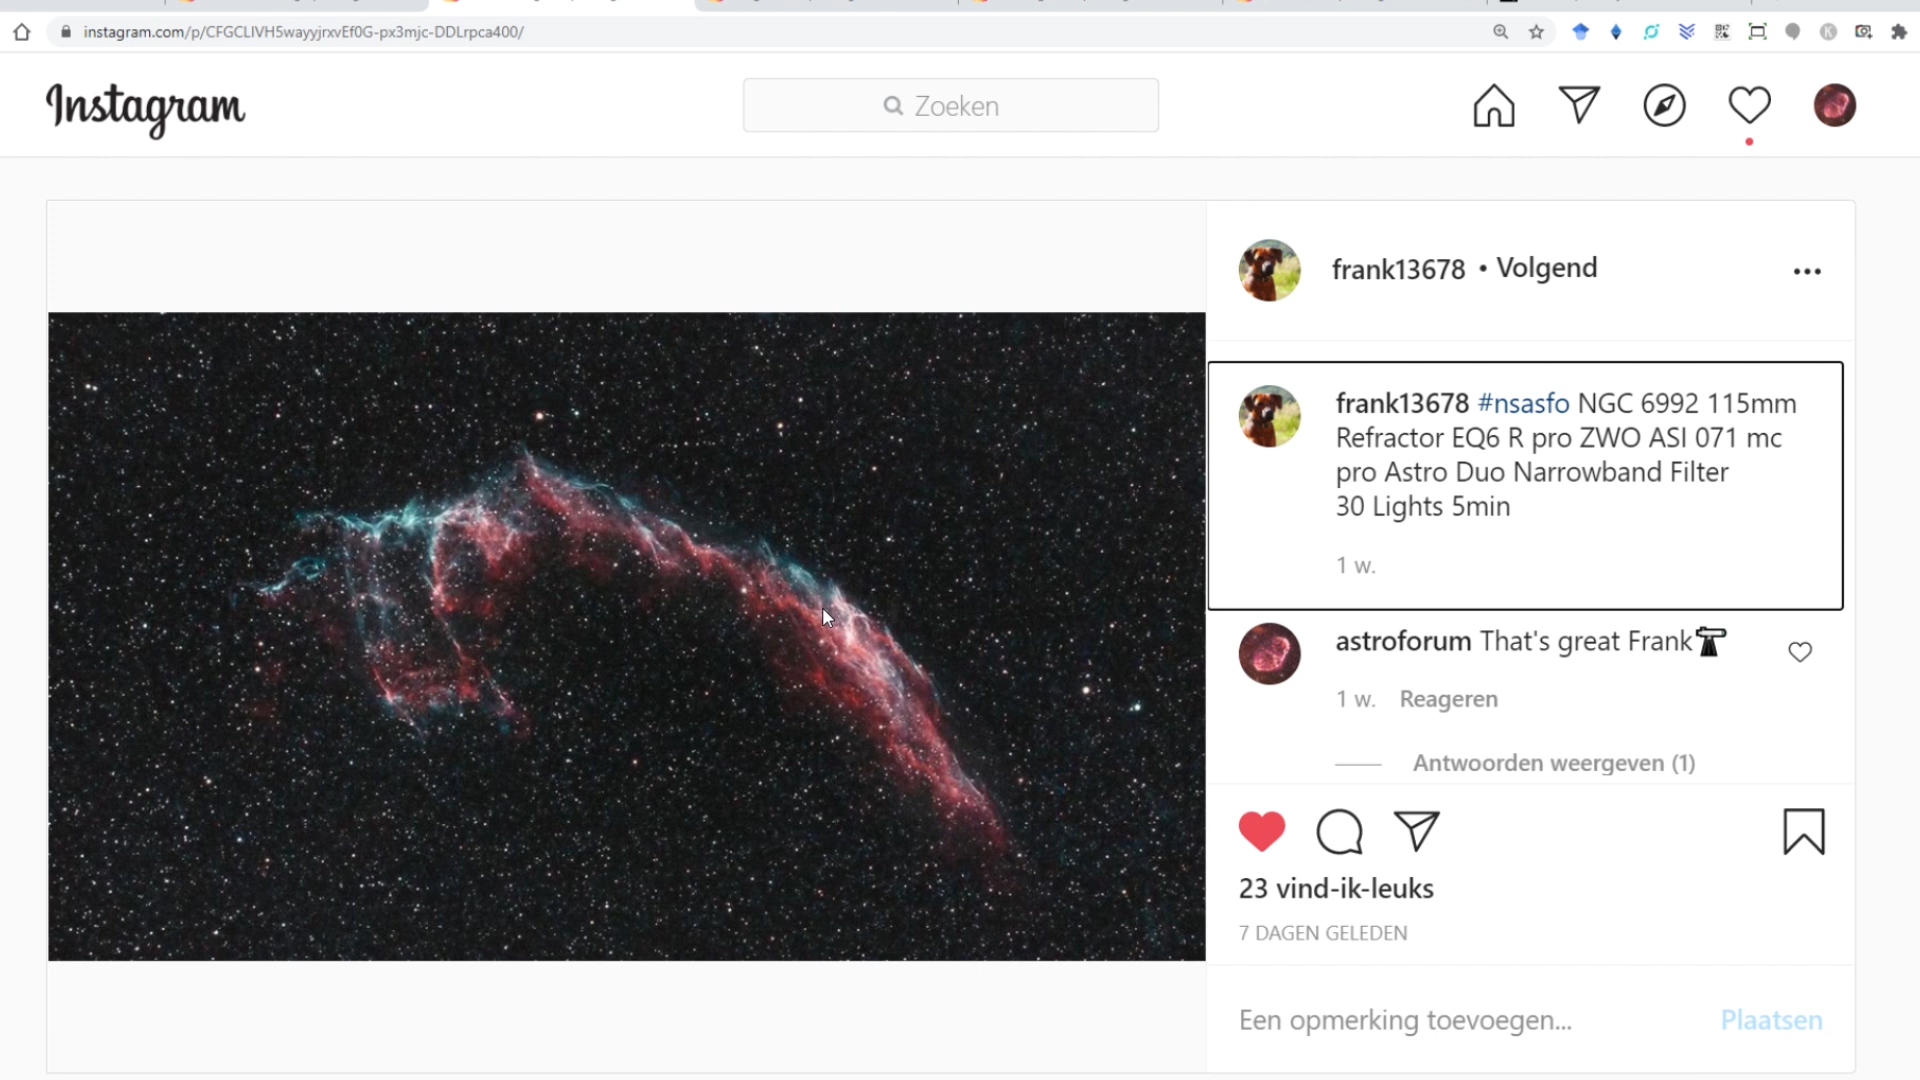 instagram.com/p/CFGCLIVH5wayyjrxvEf0G-px3mjc-DDLrpca400/
Instagram
Zoeken
frank13678 • Volgend
frank13678 #nsasfo NGC 6992 115mm
Refractor EQ6 R pro ZWO ASI 071 mc
pro Astro Duo Narrowband Filter
30 Lights 5min
1 w.
astroforum That's great Frank
1 w. Reageren
Antwoorden weergeven (1)
23 vind-ik-leuks
7 DAGEN GELEDEN
Een opmerking toevoegen... Plaatsen